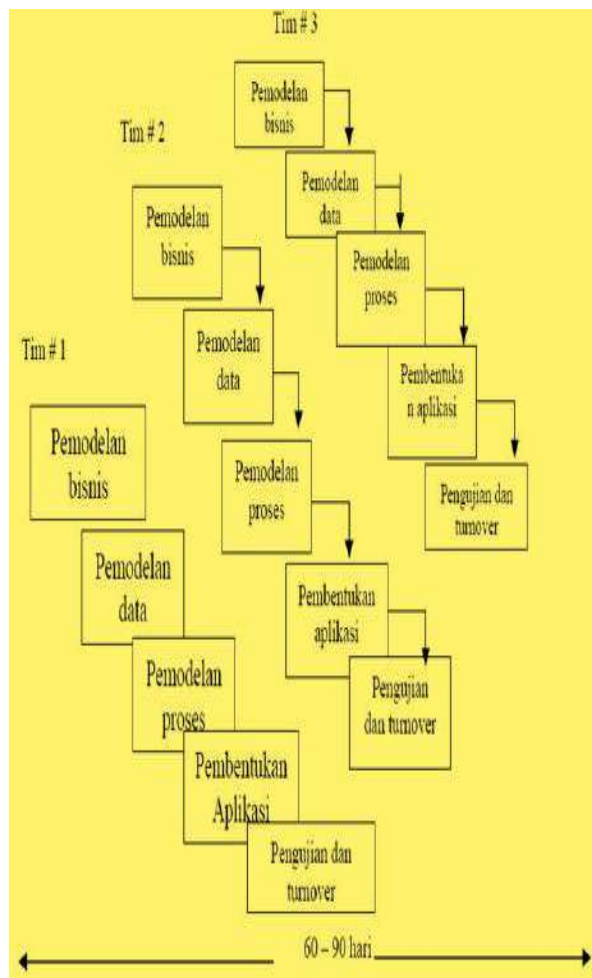 Tim # 3
Pemodelan
bisnis
Pemodelan
data
Pemodelan
proses
Pembentuka
n aplikasi
Pengujian dan
turnover
Tim # 2
Pemodelan
bisnis
Pemodelan
data
Pemodelan
proses
Pembentukan
aplikasi
Pengujian
dan turnover
Tim # 1
Pemodelan
bisnis
Pemodelan
data
Pemodelan
proses
Pembentukan
Aplikasi
Pengujian dan
turnover
60 – 90 hari